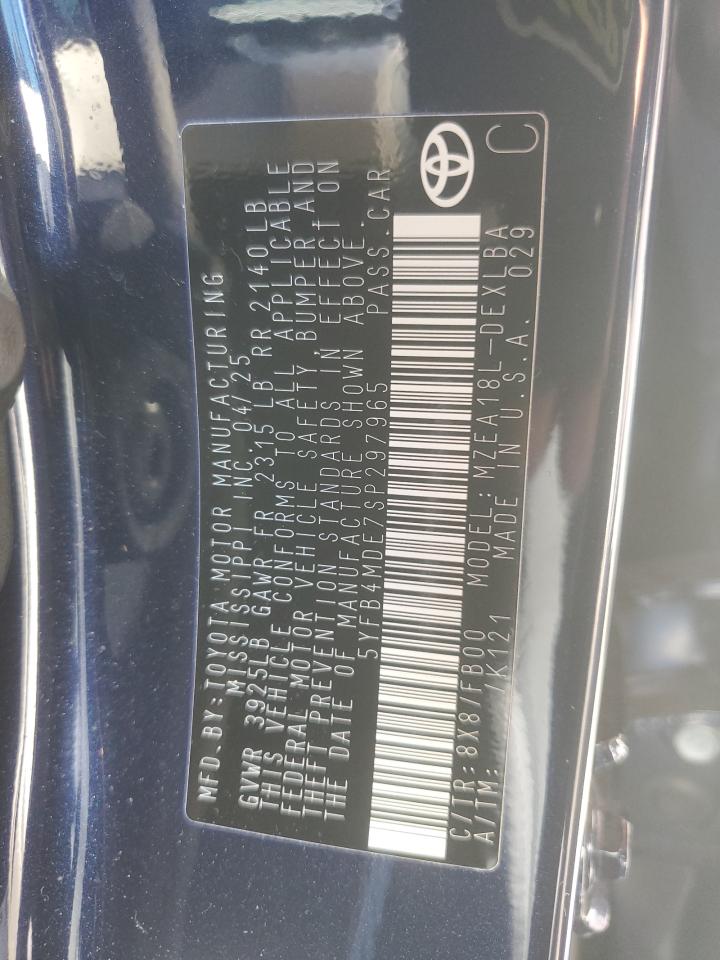 MFD. BY: TOYOTA MOTOR MANUFACTURING
MISSISSIPPI INC. 04/25
GVWR 3925LB GAWR FR 2315 LB RR 2140 LB
THIS VEHICLE CONFORMS TO ALL APPLICABLE
FEDERAL MOTOR VEHICLE SAFETY, BUMPER, AND
THEFT PREVENTION STANDARDS IN EFFECT ON
THE DATE OF MANUFACTURE SHOWN ABOVE.
5YFB4MDE7SP297965 PASS. CAR
C/TR: 8X8/FB00 MODEL: MZEA18L-DEXLBA C
A/TM: /K121 MADE IN U.S.A. 029